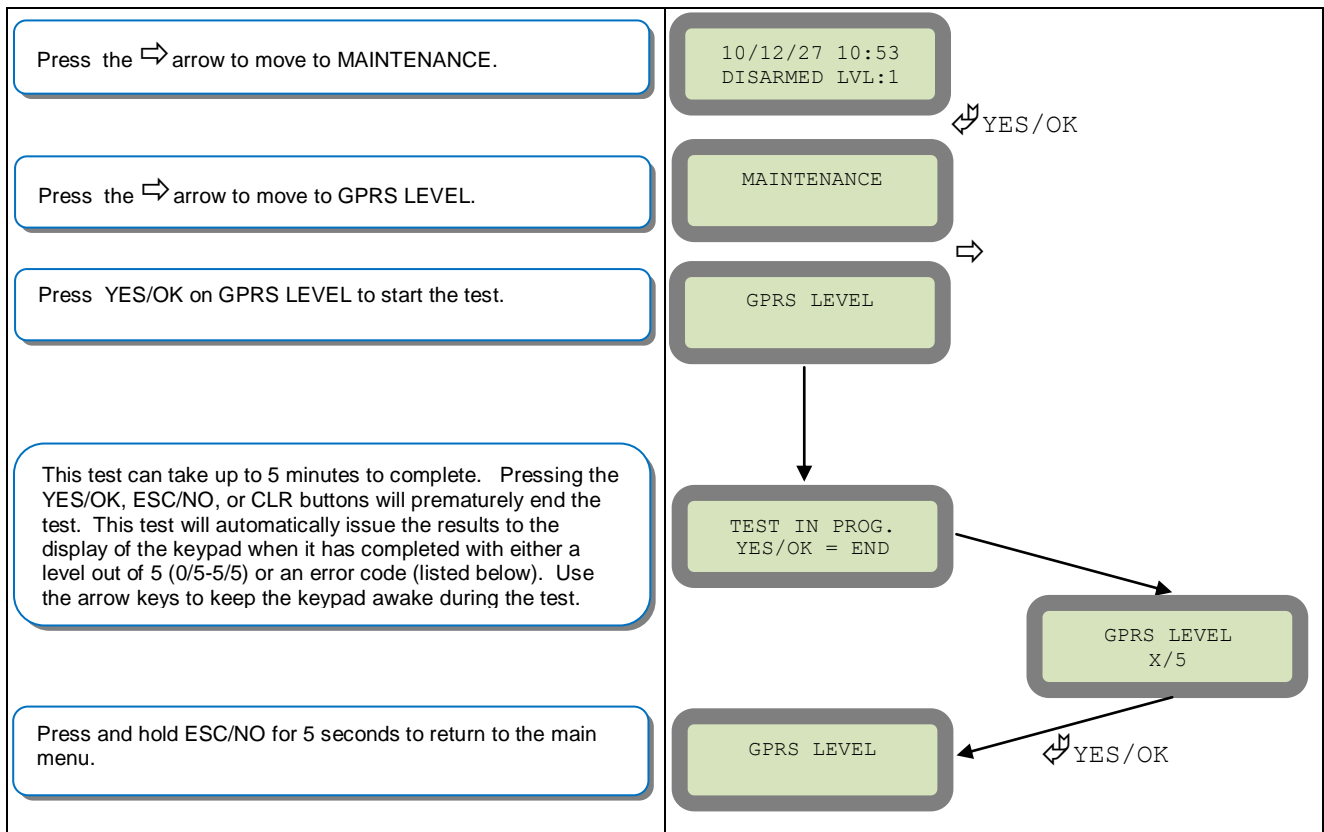 Press the ⇨ arrow to move to MAINTENANCE.
10/12/27 10:53
DISARMED LVL:1
YES/OK
Press the ⇨ arrow to move to GPRS LEVEL.
MAINTENANCE
⇨
Press YES/OK on GPRS LEVEL to start the test.
GPRS LEVEL
This test can take up to 5 minutes to complete. Pressing the
YES/OK, ESC/NO, or CLR buttons will prematurely end the
test. This test will automatically issue the results to the
display of the keypad when it has completed with either a
level out of 5 (0/5-5/5) or an error code (listed below). Use
the arrow keys to keep the keypad awake during the test.
TEST IN PROG.
YES/OK = END
GPRS LEVEL
X/5
Press and hold ESC/NO for 5 seconds to return to the main
menu.
GPRS LEVEL
YES/OK